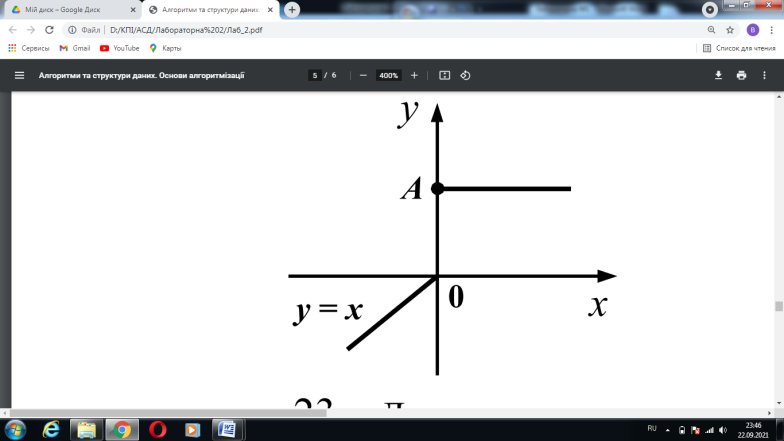 Мій диск – Google Диск
Алгоритми та структури даних.
Файл | D:/КПІ/АСД/Лабораторна%202/Лаб_2.pdf
B
Сервисы Gmail YouTube Карты
Список для чтения
Алгоритми та структури даних. Основи алгоритмізації
5 / 6
400%
y
A
0
x
y = x
RU
23:46
22.09.2021